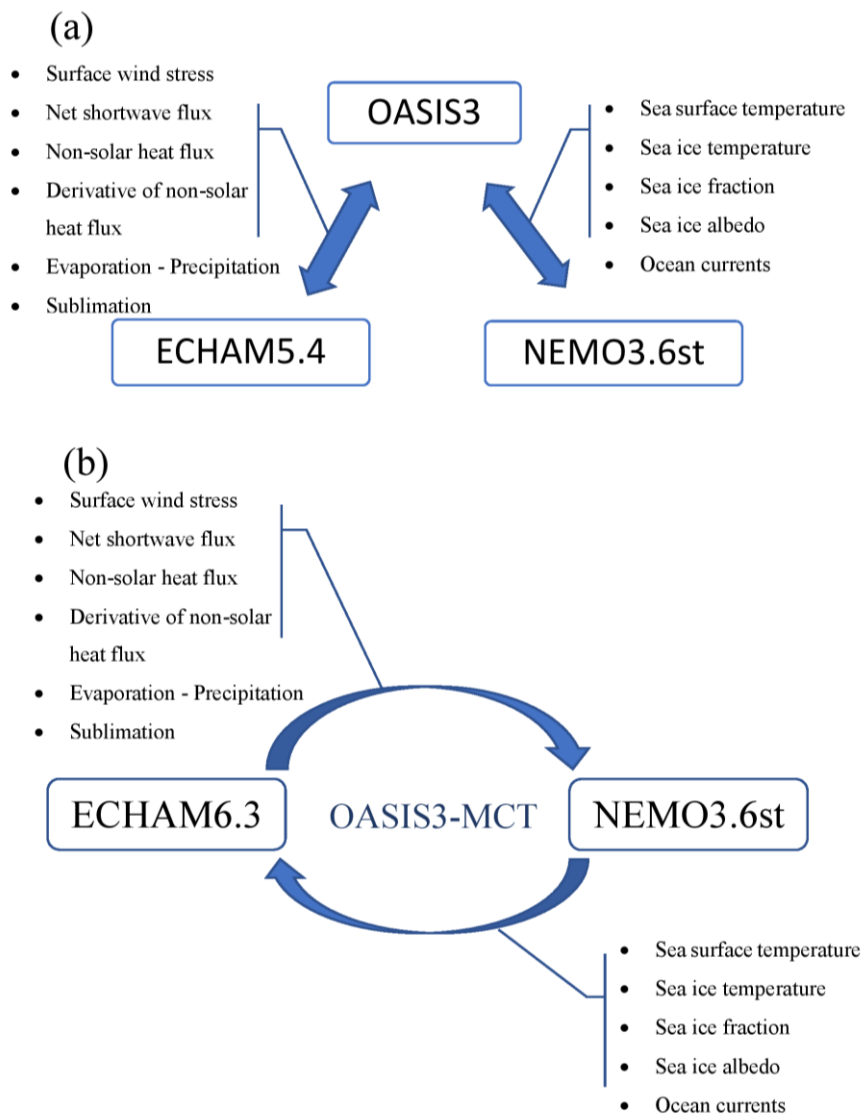 (a)
• Surface wind stress
• Net shortwave flux
• Non-solar heat flux
• Derivative of non-solar
heat flux
• Evaporation - Precipitation
• Sublimation
OASIS3
• Sea surface temperature
• Sea ice temperature
• Sea ice fraction
• Sea ice albedo
• Ocean currents
ECHAM5.4
NEMO3.6st
(b)
• Surface wind stress
• Net shortwave flux
• Non-solar heat flux
• Derivative of non-solar
heat flux
• Evaporation - Precipitation
• Sublimation
ECHAM6.3
OASIS3-MCT
NEMO3.6st
• Sea surface temperature
• Sea ice temperature
• Sea ice fraction
• Sea ice albedo
• Ocean currents